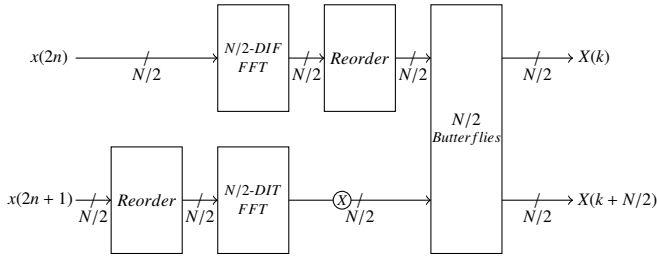 x(2n)
N/2
N/2-DIF
FFT
N/2
Reorder
N/2
N/2
Butterflies
N/2
X(k)
x(2n + 1)
N/2
Reorder
N/2
N/2-DIT
FFT
X
N/2
N/2
X(k + N/2)